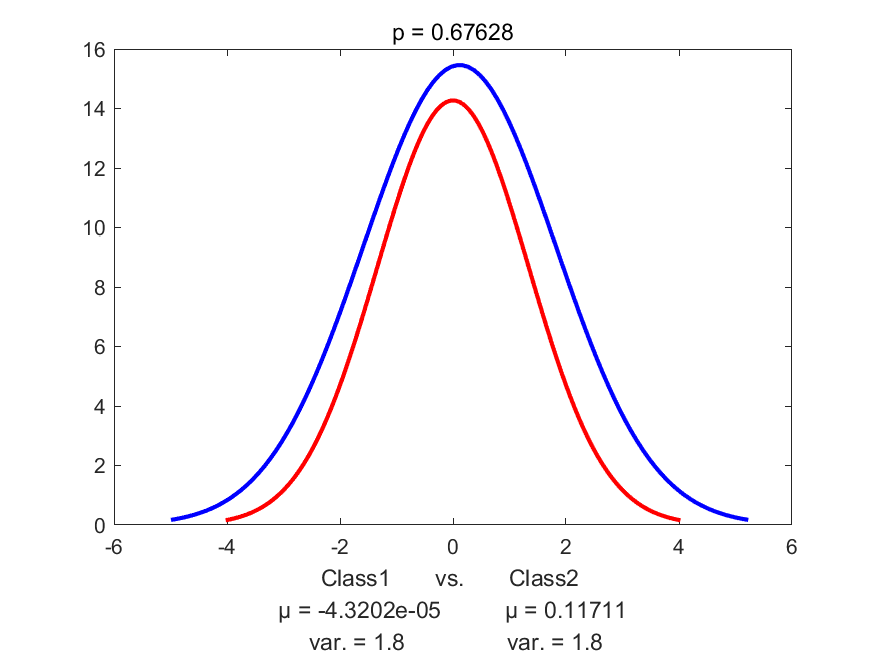 p = 0.67628
16
14
12
10
8
6
4
2
0
-6 -4 -2 0 2 4 6
Class1 vs. Class2
μ = -4.3202e-05 μ = 0.11711
var. = 1.8 var. = 1.8